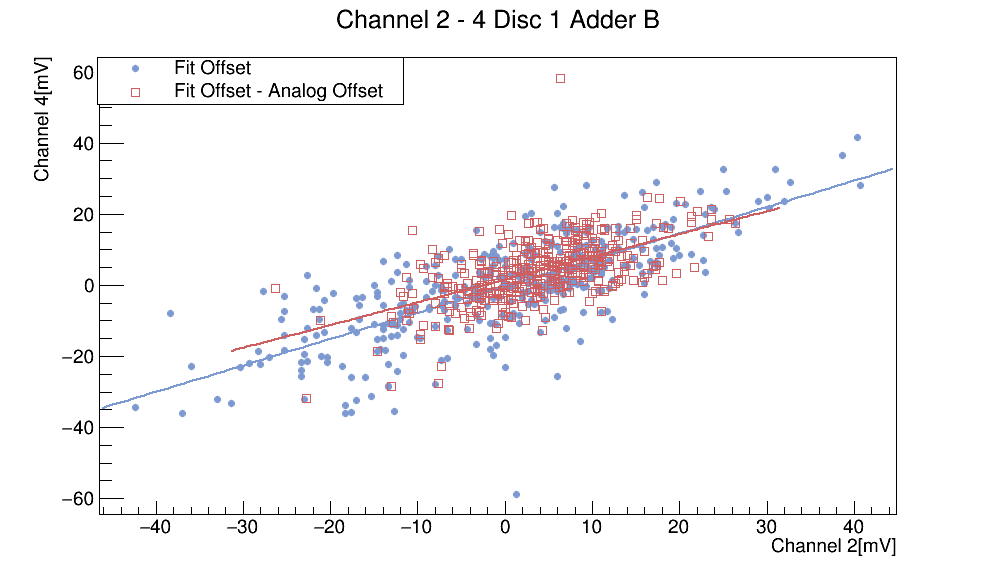 Channel 2 - 4 Disc 1 Adder B
Channel 4[mV]
Fit Offset
Fit Offset - Analog Offset
60
40
20
0
−20
−40
−60
−40 −30 −20 −10 0 10 20 30 40
Channel 2[mV]